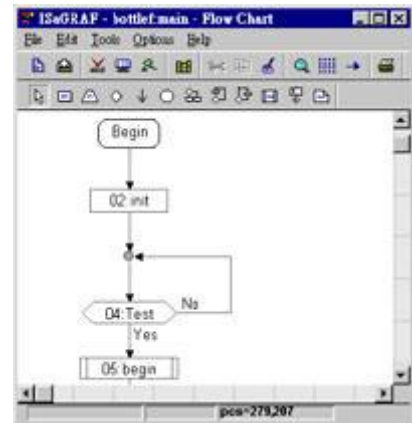 ISaGRAF - bottlef:main - Flow Chart
File Edit Tools Options Help
Begin
02 init
No
04:Test
Yes
05 begin
pos=279,207